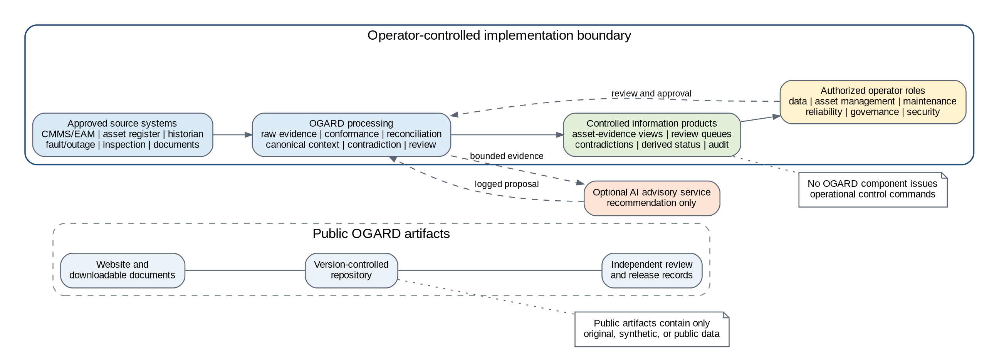 Operator-controlled implementation boundary
review and approval
Authorized operator roles
data | asset management | maintenance
reliability | governance | security
Approved source systems
CMMS/EAM | asset register | historian
fault/outage | inspection | documents
OGARD processing
raw evidence | conformance | reconciliation
canonical context | contradiction | review
Controlled information products
asset-evidence views | review queues
contradictions | derived status | audit
bounded evidence
logged proposal
Optional AI advisory service
recommendation only
No OGARD component issues
operational control commands
Public OGARD artifacts
Website and
downloadable documents
Version-controlled
repository
Independent review
and release records
Public artifacts contain only
original, synthetic, or public data